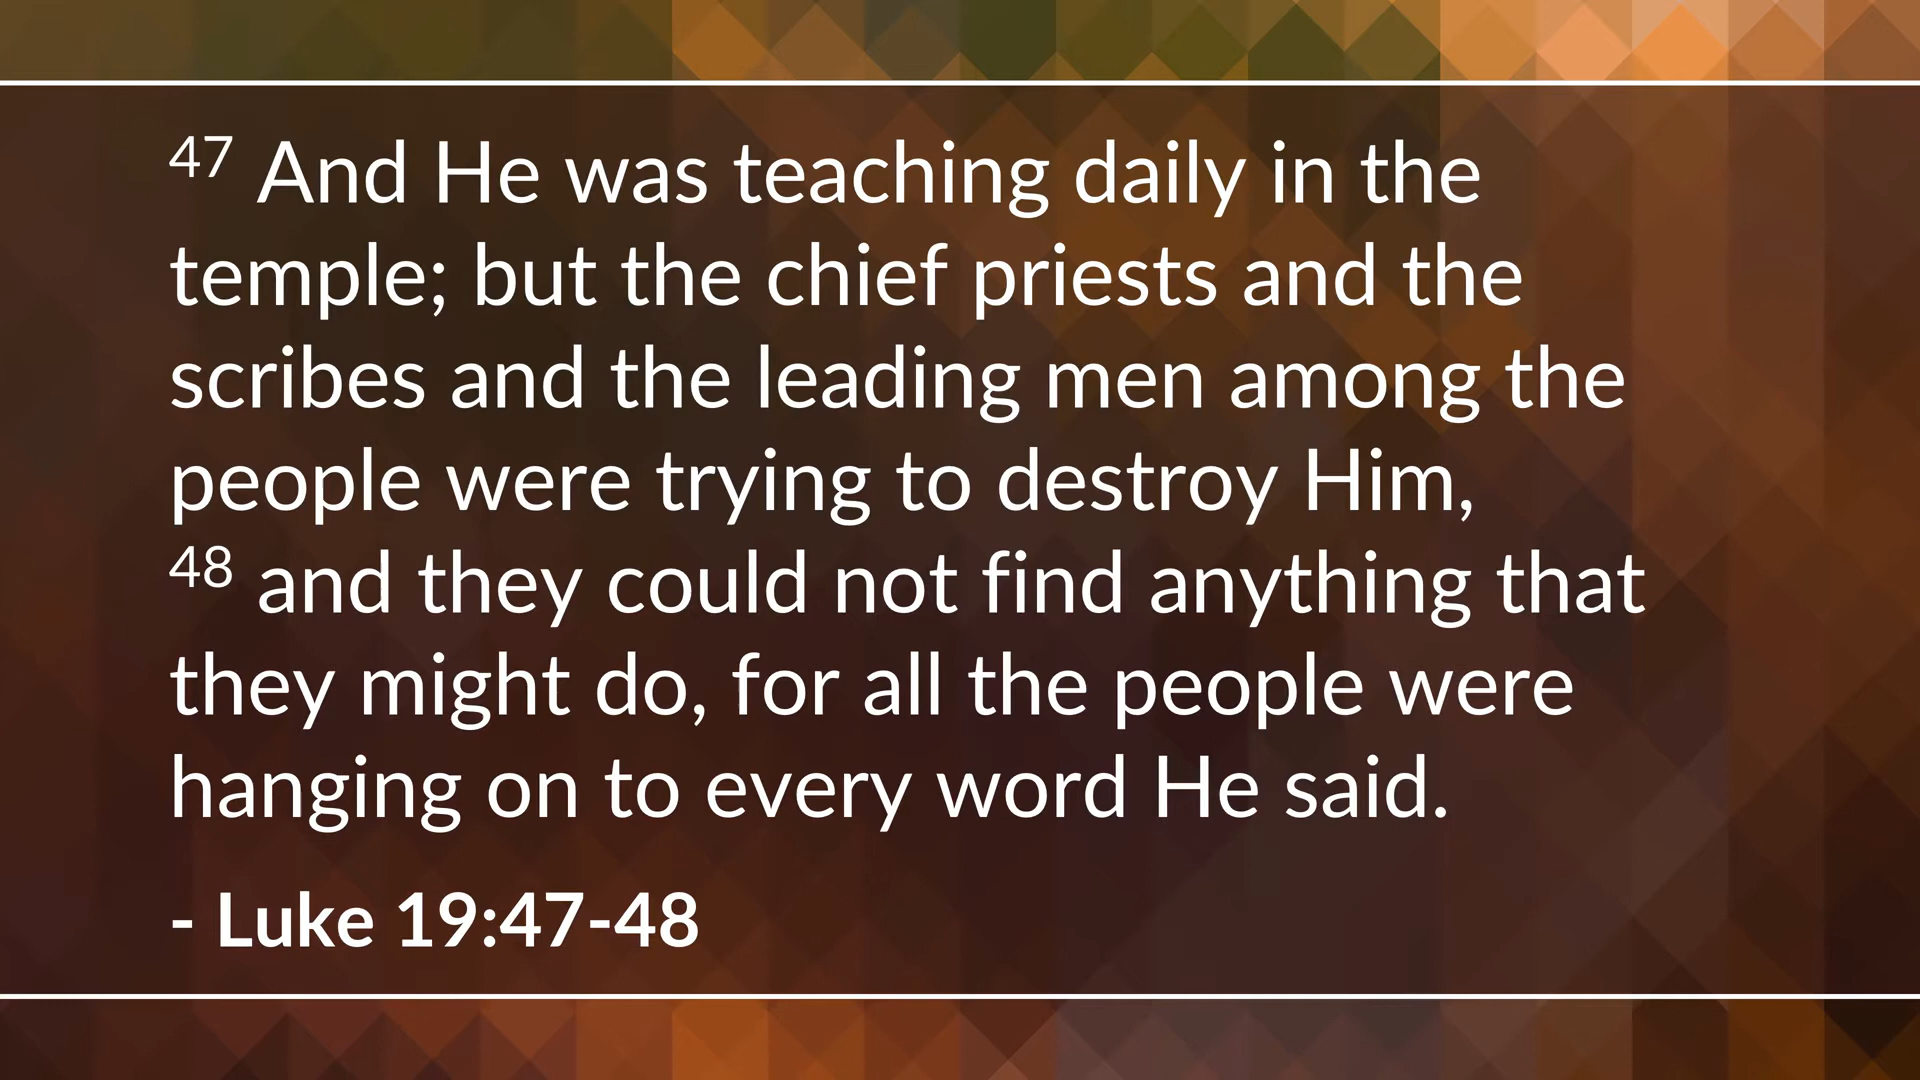 47 And He was teaching daily in the
temple; but the chief priests and the
scribes and the leading men among the
people were trying to destroy Him,
48 and they could not find anything that
they might do, for all the people were
hanging on to every word He said.
- Luke 19:47-48